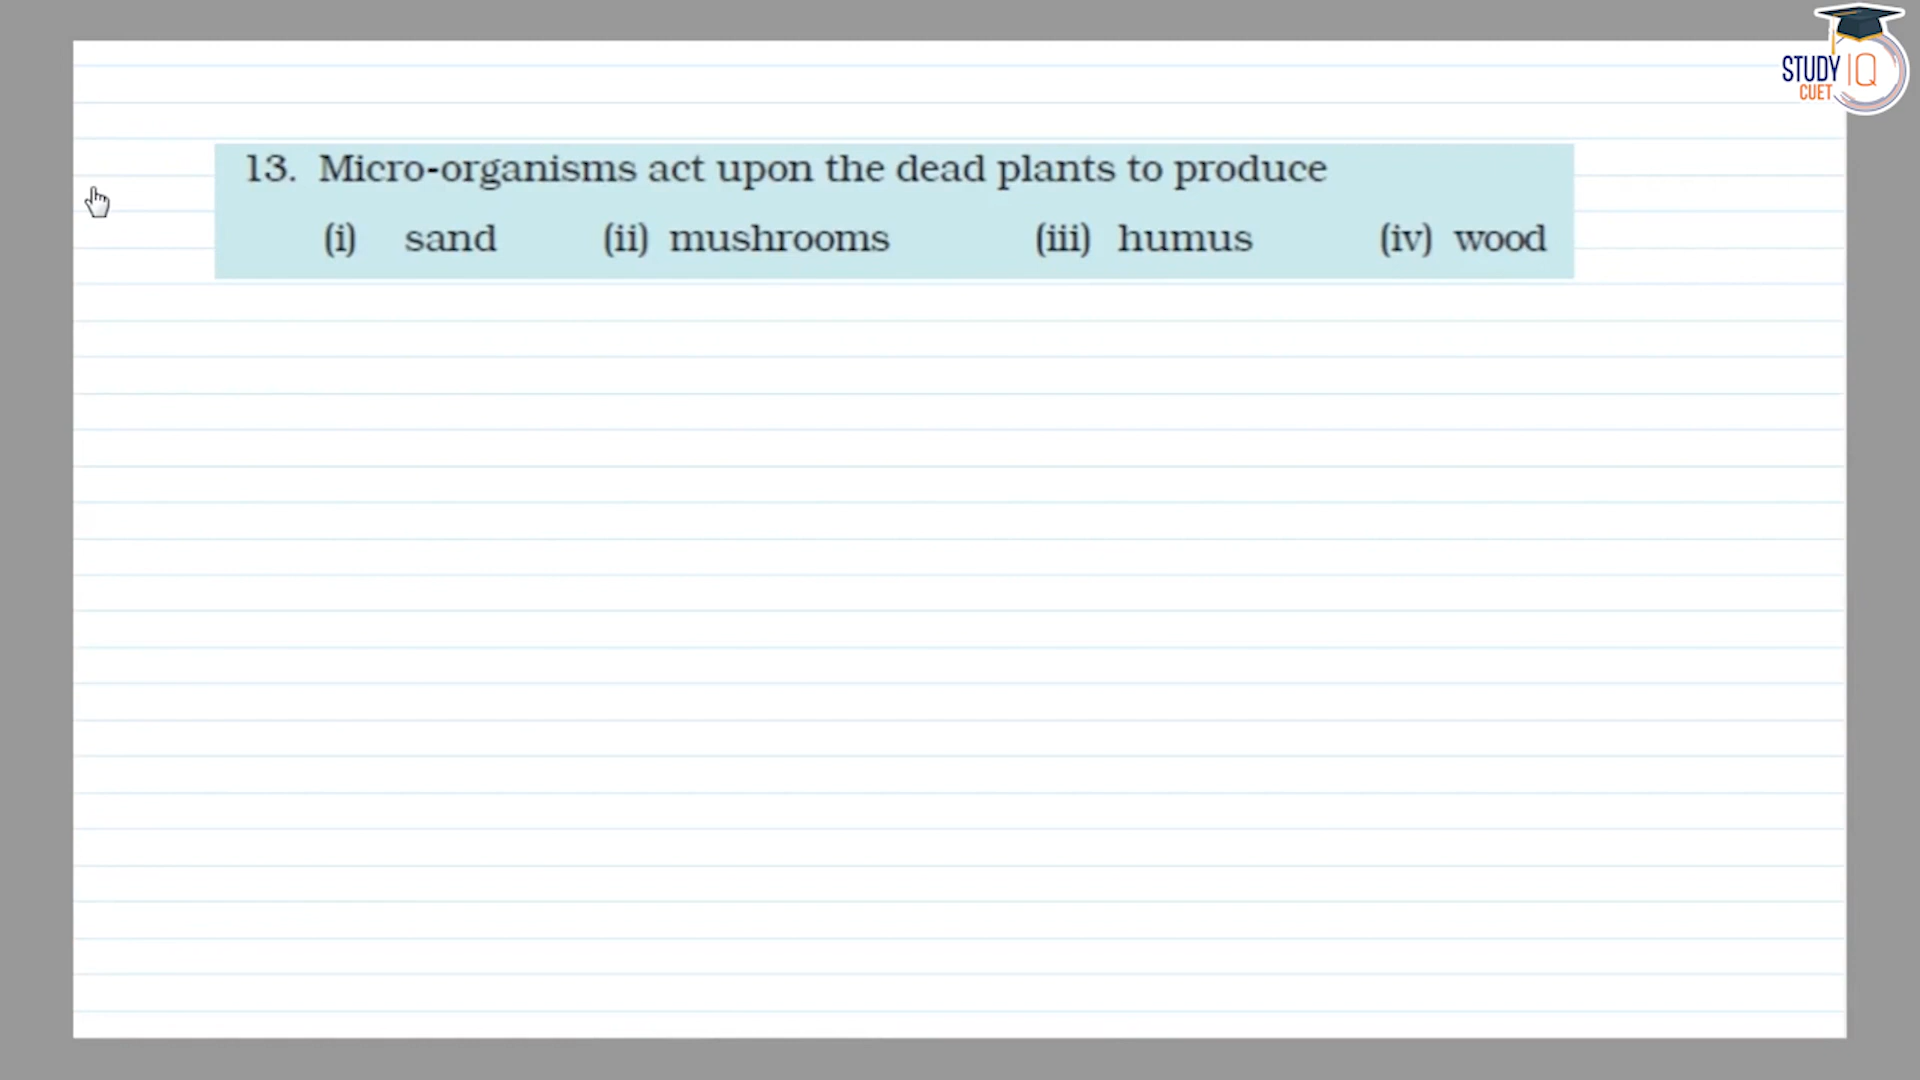 STUDY IQ
CUET
13. Micro-organisms act upon the dead plants to produce
(i) sand (ii) mushrooms (iii) humus (iv) wood